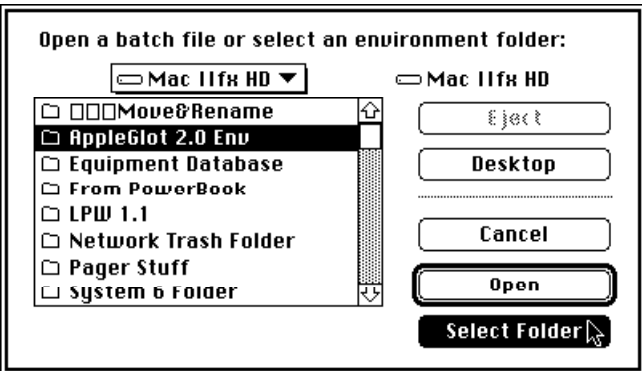 Open a batch file or select an environment folder:
Mac IIfx HD
Mac IIfx HD
□□□Move&Rename
AppleGlot 2.0 Env
Equipment Database
From PowerBook
LPW 1.1
Network Trash Folder
Pager Stuff
System 6 Folder
Eject
Desktop
Cancel
Open
Select Folder